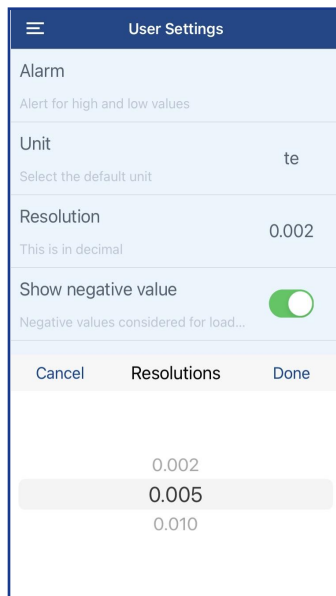 User Settings
Alarm
Alert for high and low values
Unit
te
Select the default unit
Resolution
0.002
This is in decimal
Show negative value
Negative values considered for load...
Cancel Resolutions Done
0.002
0.005
0.010